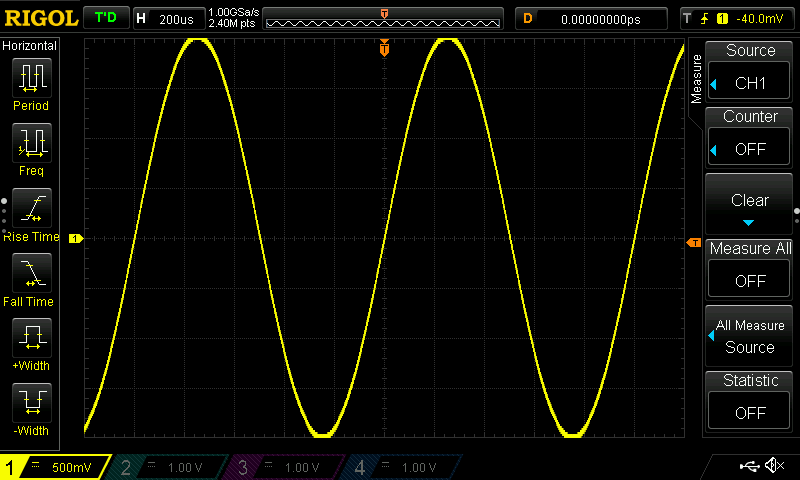 RIGOL T'D H 200us 1.00GSa/s 2.40M pts T D 0.00000000ps T 1 -40.0mV
Horizontal
Period
Freq
Rise Time
Fall Time
+Width
-Width
T
1
T
Measure
Source
CH1
Counter
OFF
Clear
Measure All
OFF
All Measure
Source
Statistic
OFF
1 500mV 2 1.00 V 3 1.00 V 4 1.00 V